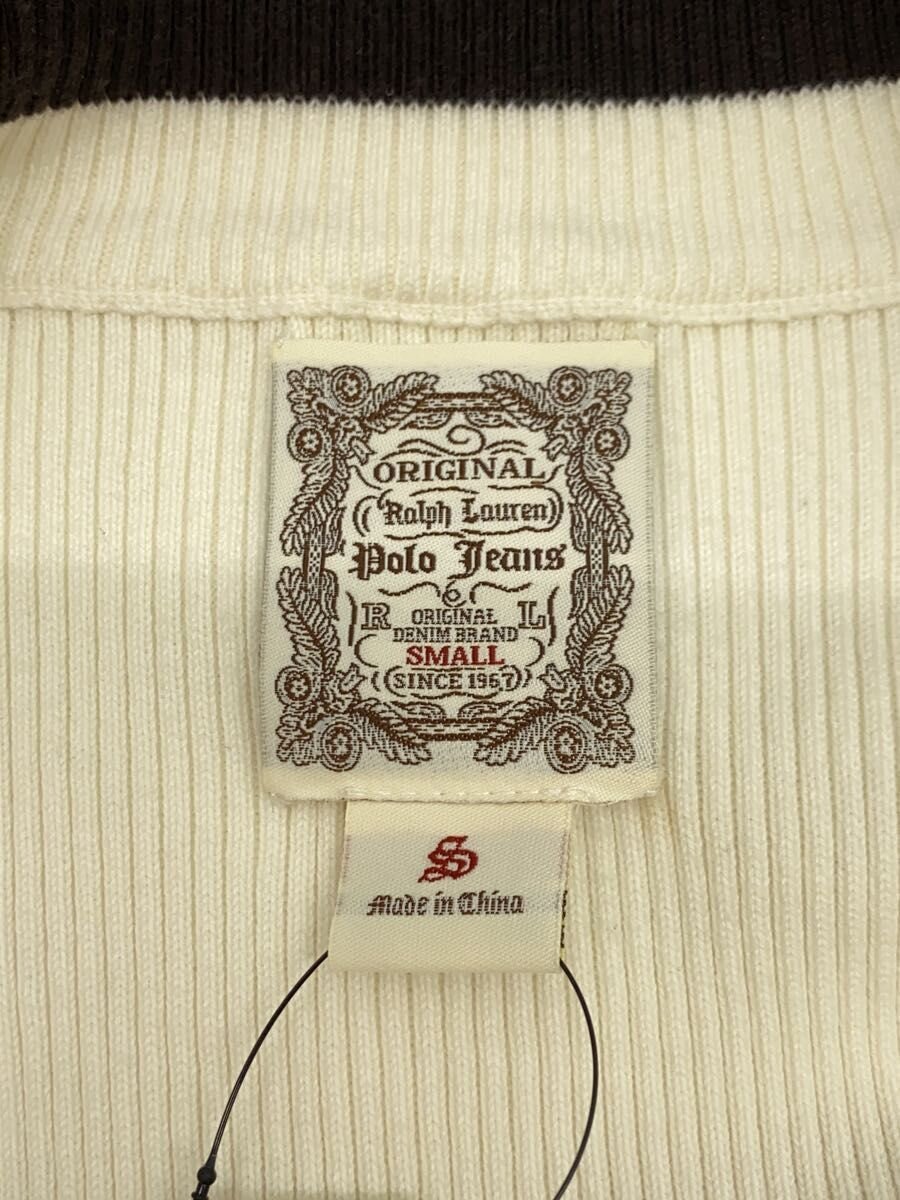 ORIGINAL
Ralph Lauren
Polo Jeans
R ORIGINAL L
DENIM BRAND
SMALL
SINCE 1967
S
Made in China